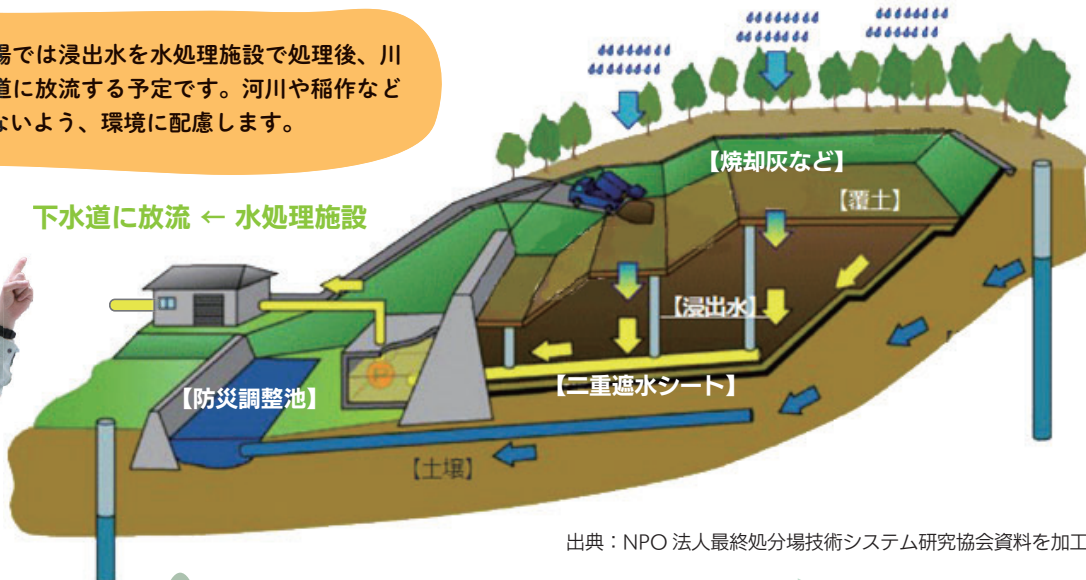 場では浸出水を水処理施設で処理後、川
道に放流する予定です。河川や稲作など
ないよう、環境に配慮します。
下水道に放流 ← 水処理施設
【焼却灰など】
【覆土】
【浸出水】
【二重遮水シート】
【防災調整池】
P
【土壌】
出典：NPO 法人最終処分場技術システム研究協会資料を加工